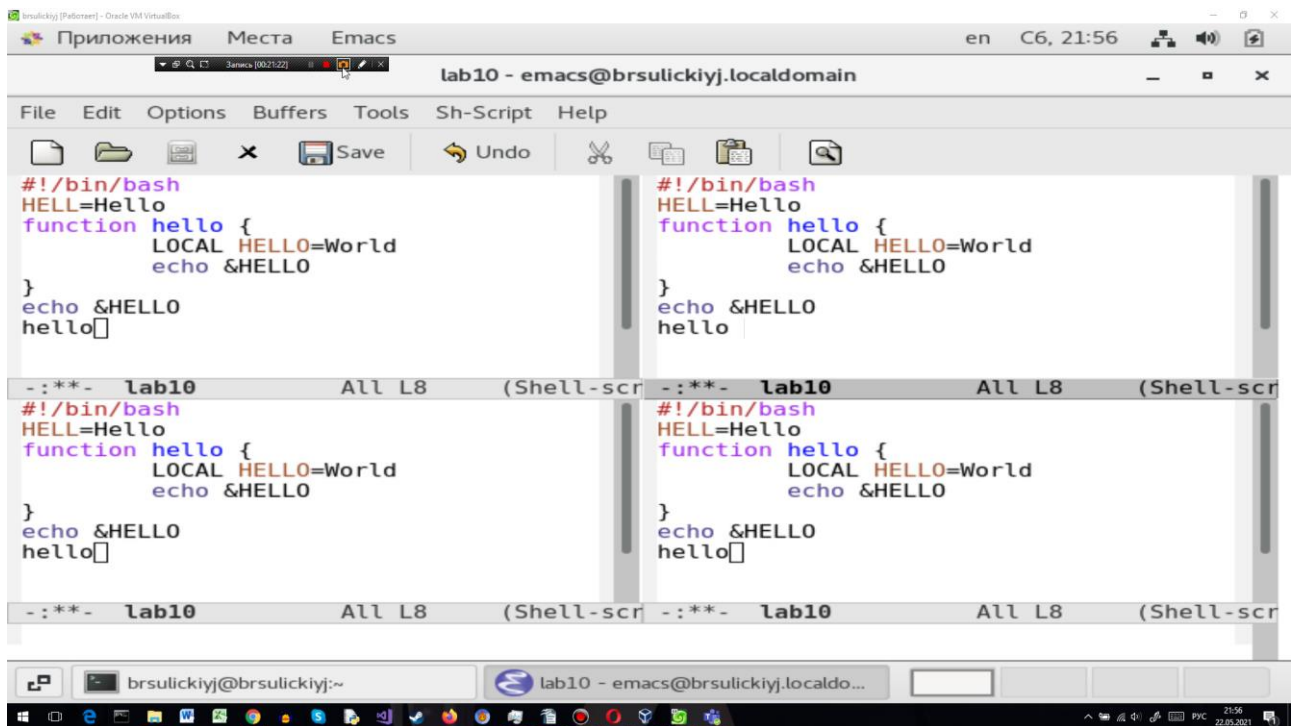 brsulickiyj [Работает] - Oracle VM VirtualBox
Приложения Места Emacs en Сб, 21:56
Запись [00:21:22]
lab10 - emacs@brsulickiyj.localdomain
File Edit Options Buffers Tools Sh-Script Help
Save Undo
#!/bin/bash
HELL=Hello
function hello {
LOCAL HELLO=World
echo &HELLO
}
echo &HELLO
hello
-:**- lab10 All L8 (Shell-scr
#!/bin/bash
HELL=Hello
function hello {
LOCAL HELLO=World
echo &HELLO
}
echo &HELLO
hello
-:**- lab10 All L8 (Shell-scr
#!/bin/bash
HELL=Hello
function hello {
LOCAL HELLO=World
echo &HELLO
}
echo &HELLO
hello
-:**- lab10 All L8 (Shell-scr
#!/bin/bash
HELL=Hello
function hello {
LOCAL HELLO=World
echo &HELLO
}
echo &HELLO
hello
-:**- lab10 All L8 (Shell-scr
brsulickiyj@brsulickiyj:~ lab10 - emacs@brsulickiyj.localdo...
РУС 21:56
22.05.2021